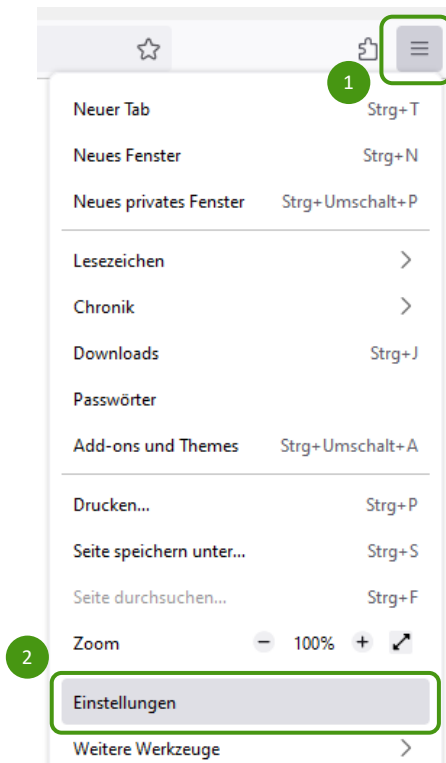 1
Neuer Tab Strg+T
Neues Fenster Strg+N
Neues privates Fenster Strg+Umschalt+P
Lesezeichen
Chronik
Downloads Strg+J
Passwörter
Add-ons und Themes Strg+Umschalt+A
Drucken... Strg+P
Seite speichern unter... Strg+S
Seite durchsuchen... Strg+F
Zoom − 100% +
2
Einstellungen
Weitere Werkzeuge